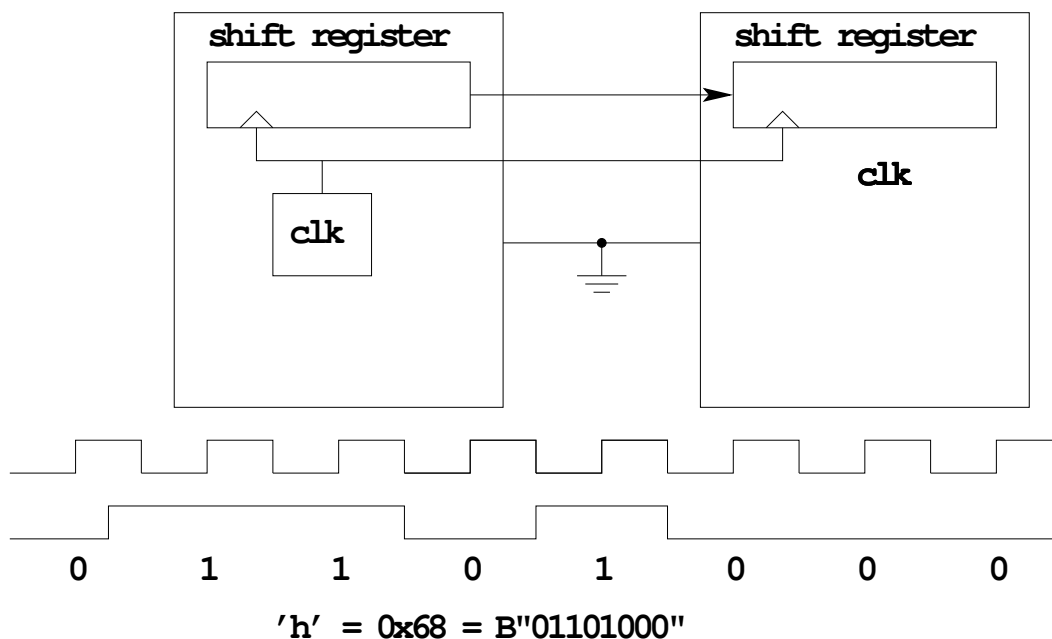 shift register
shift register
clk
clk
0 1 1 0 1 0 0 0
’h’ = 0x68 = B"01101000"